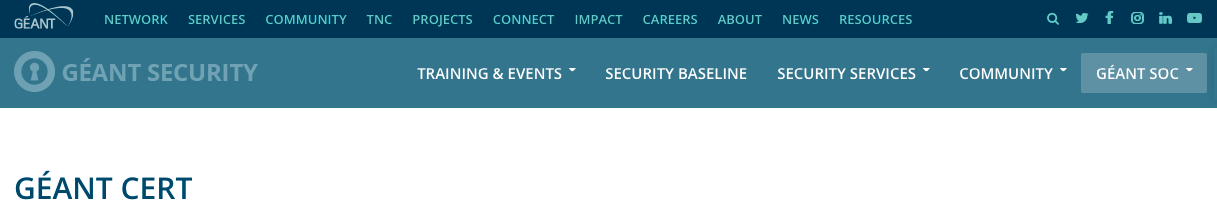 GÉANT NETWORK SERVICES COMMUNITY TNC PROJECTS CONNECT IMPACT CAREERS ABOUT NEWS RESOURCES
GÉANT SECURITY TRAINING & EVENTS SECURITY BASELINE SECURITY SERVICES COMMUNITY GÉANT SOC
GÉANT CERT